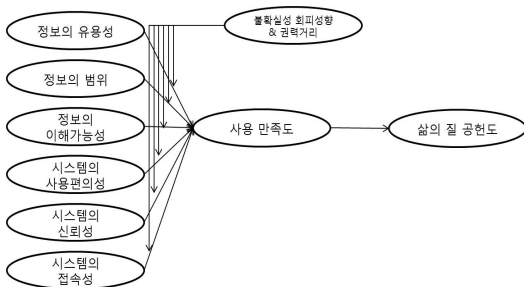 정보의 유용성
불확실성 회피성향
& 권력거리
정보의 범위
정보의
이해가능성
사용 만족도
삶의 질 공헌도
시스템의
사용편의성
시스템의
신뢰성
시스템의
접속성